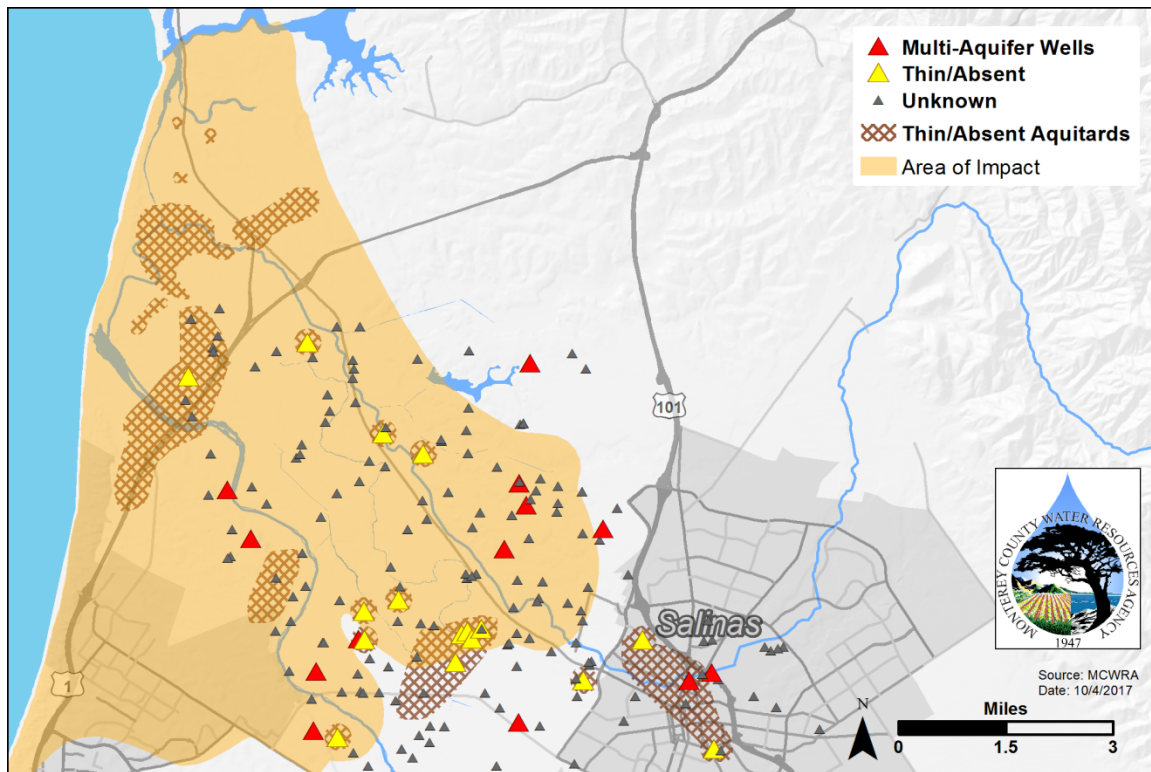 Multi-Aquifer Wells
Thin/Absent
Unknown
Thin/Absent Aquitards
Area of Impact
101
Salinas
1
MONTEREY COUNTY WATER RESOURCES AGENCY
1947
Source: MCWRA
Date: 10/4/2017
N
Miles
0 1.5 3